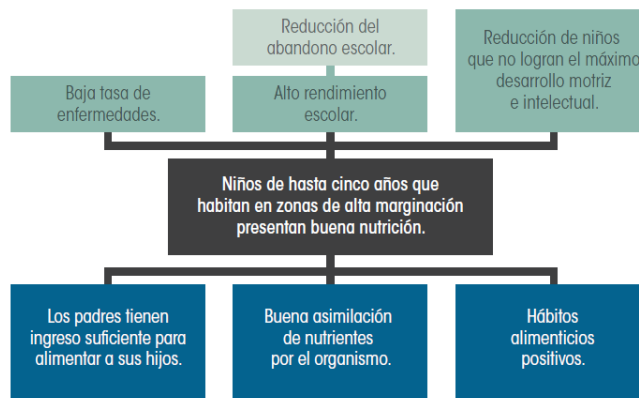 Reducción del
abandono escolar.
Reducción de niños
que no logran el máximo
desarrollo motriz
e intelectual.
Baja tasa de
enfermedades.
Alto rendimiento
escolar.
Niños de hasta cinco años que
habitan en zonas de alta marginación
presentan buena nutrición.
Los padres tienen
ingreso suficiente para
alimentar a sus hijos.
Buena asimilación
de nutrientes
por el organismo.
Hábitos
alimenticios
positivos.